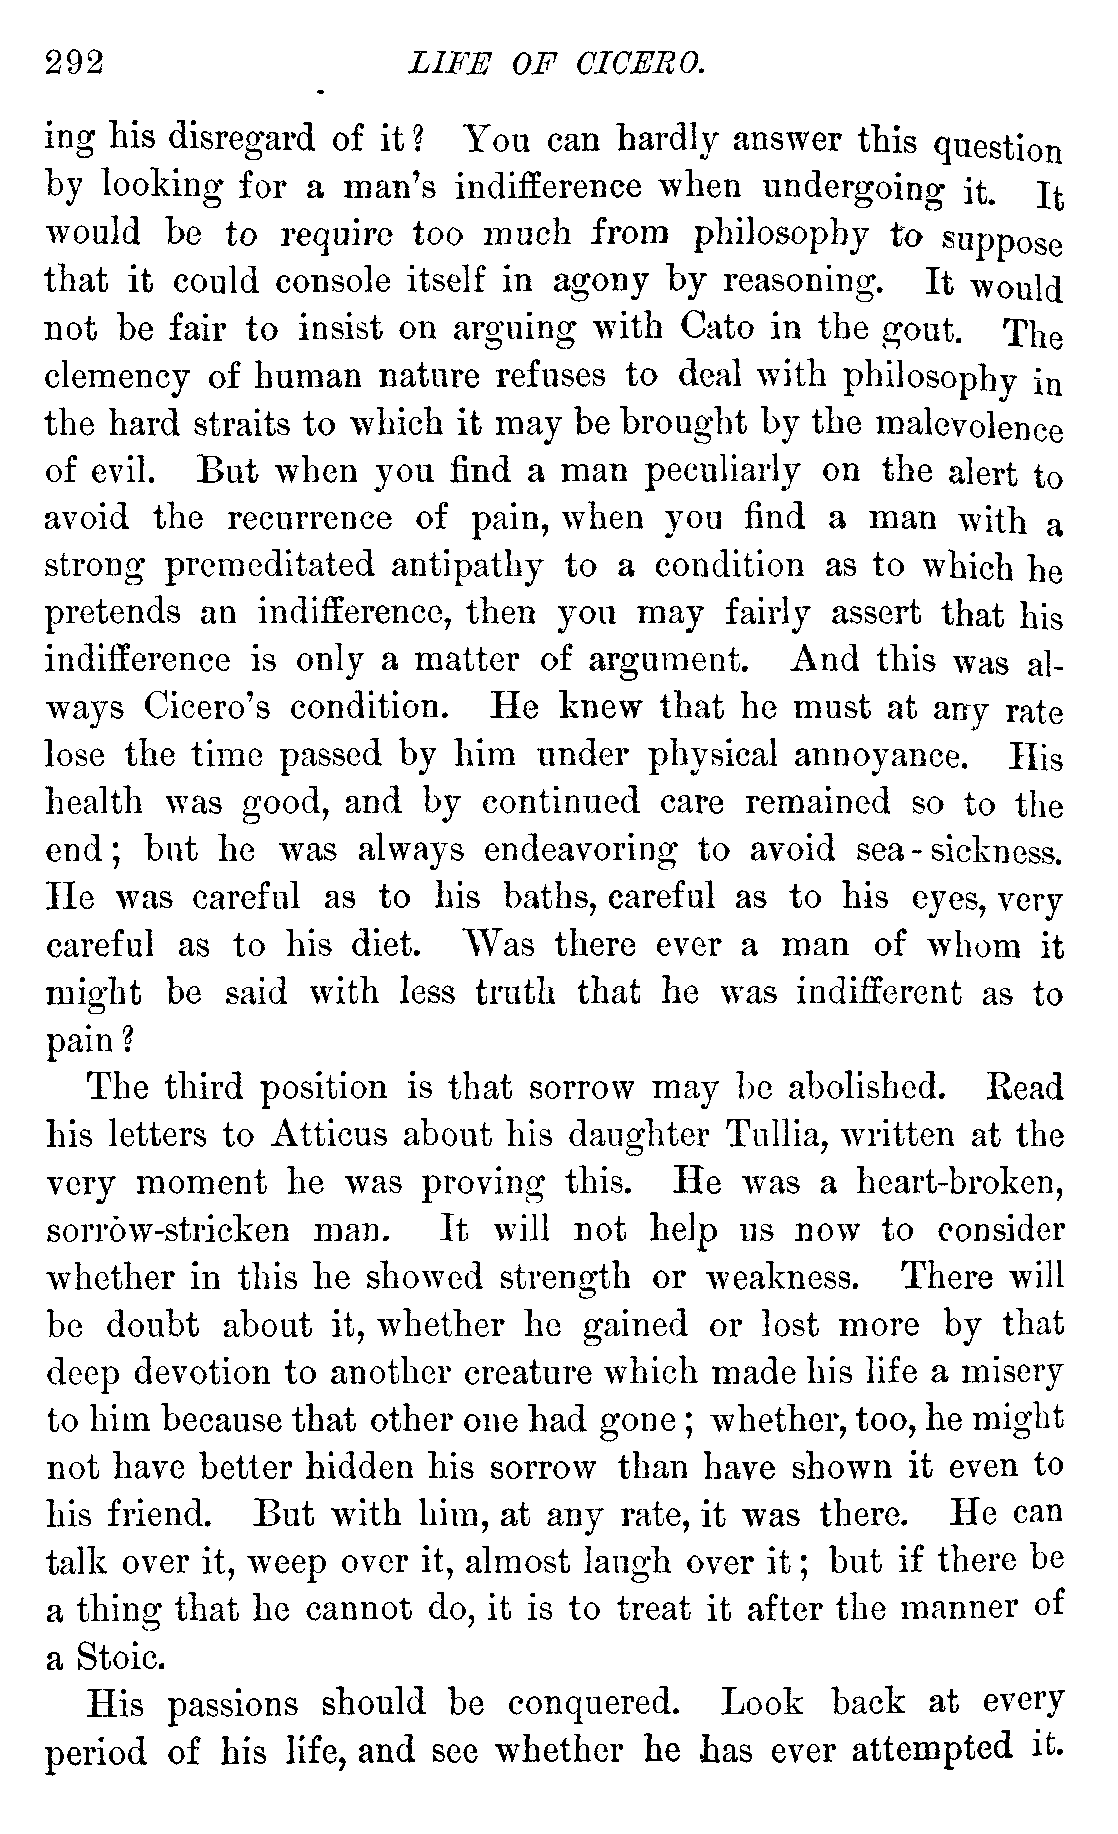 292 LIFE OF CICERO.
ing his disregard of it? You can hardly answer this question
by looking for a man's indifference when undergoing it. It
would be to require too much from philosophy to suppose
that it could console itself in agony by reasoning. It would
not be fair to insist on arguing with Cato in the gout. The
clemency of human nature refuses to deal with philosophy in
the hard straits to which it may be brought by the malevolence
of evil. But when you find a man peculiarly on the alert to
avoid the recurrence of pain, when you find a man with a
strong premeditated antipathy to a condition as to which he
pretends an indifference, then you may fairly assert that his
indifference is only a matter of argument. And this was al-
ways Cicero's condition. He knew that he must at any rate
lose the time passed by him under physical annoyance. His
health was good, and by continued care remained so to the
end; but he was always endeavoring to avoid sea-sickness.
He was careful as to his baths, careful as to his eyes, very
careful as to his diet. Was there ever a man of whom it
might be said with less truth that he was indifferent as to
pain?
The third position is that sorrow may be abolished. Read
his letters to Atticus about his daughter Tullia, written at the
very moment he was proving this. He was a heart-broken,
sorrow-stricken man. It will not help us now to consider
whether in this he showed strength or weakness. There will
be doubt about it, whether he gained or lost more by that
deep devotion to another creature which made his life a misery
to him because that other one had gone; whether, too, he might
not have better hidden his sorrow than have shown it even to
his friend. But with him, at any rate, it was there. He can
talk over it, weep over it, almost laugh over it; but if there be
a thing that he cannot do, it is to treat it after the manner of
a Stoic.
His passions should be conquered. Look back at every
period of his life, and see whether he has ever attempted it.